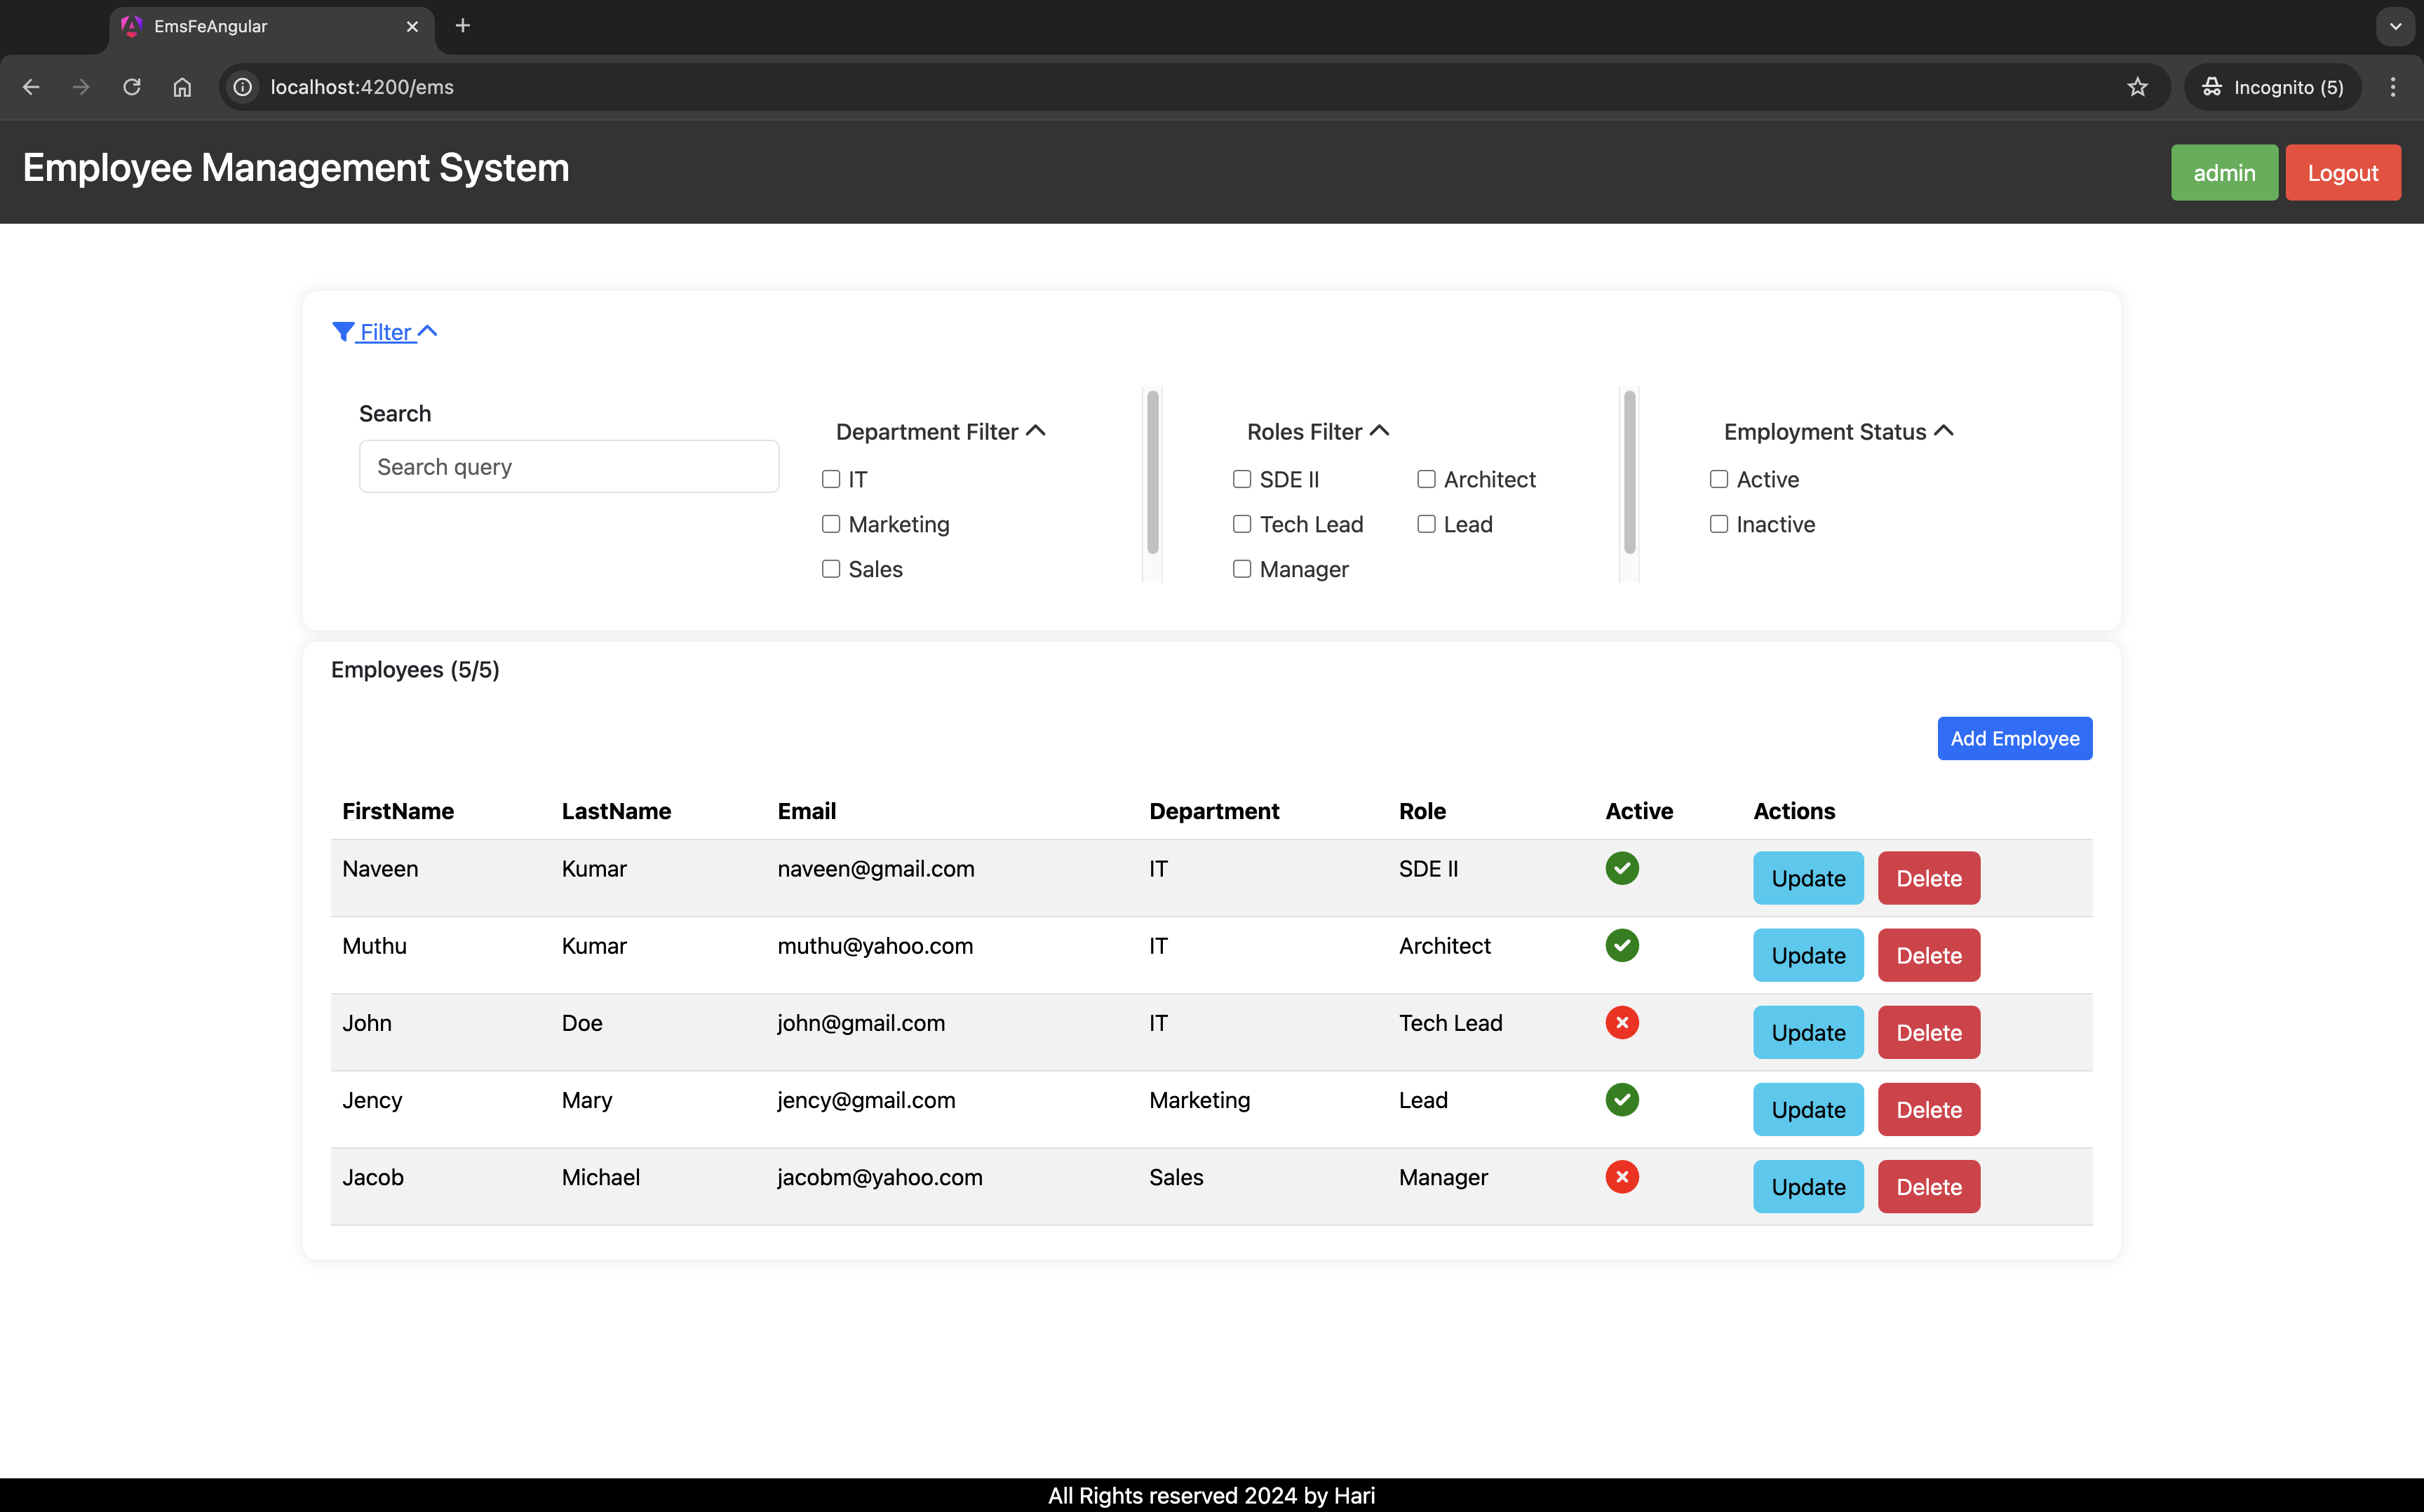 EmsFeAngular
localhost:4200/ems
Incognito (5)
Employee Management System
admin
Logout
Filter
Search
Search query
Department Filter
IT
Marketing
Sales
Roles Filter
SDE II
Architect
Tech Lead
Lead
Manager
Employment Status
Active
Inactive
Employees (5/5)
Add Employee
FirstName LastName Email Department Role Active Actions
Naveen Kumar naveen@gmail.com IT SDE II Update Delete
Muthu Kumar muthu@yahoo.com IT Architect Update Delete
John Doe john@gmail.com IT Tech Lead Update Delete
Jency Mary jency@gmail.com Marketing Lead Update Delete
Jacob Michael jacobm@yahoo.com Sales Manager Update Delete
All Rights reserved 2024 by Hari